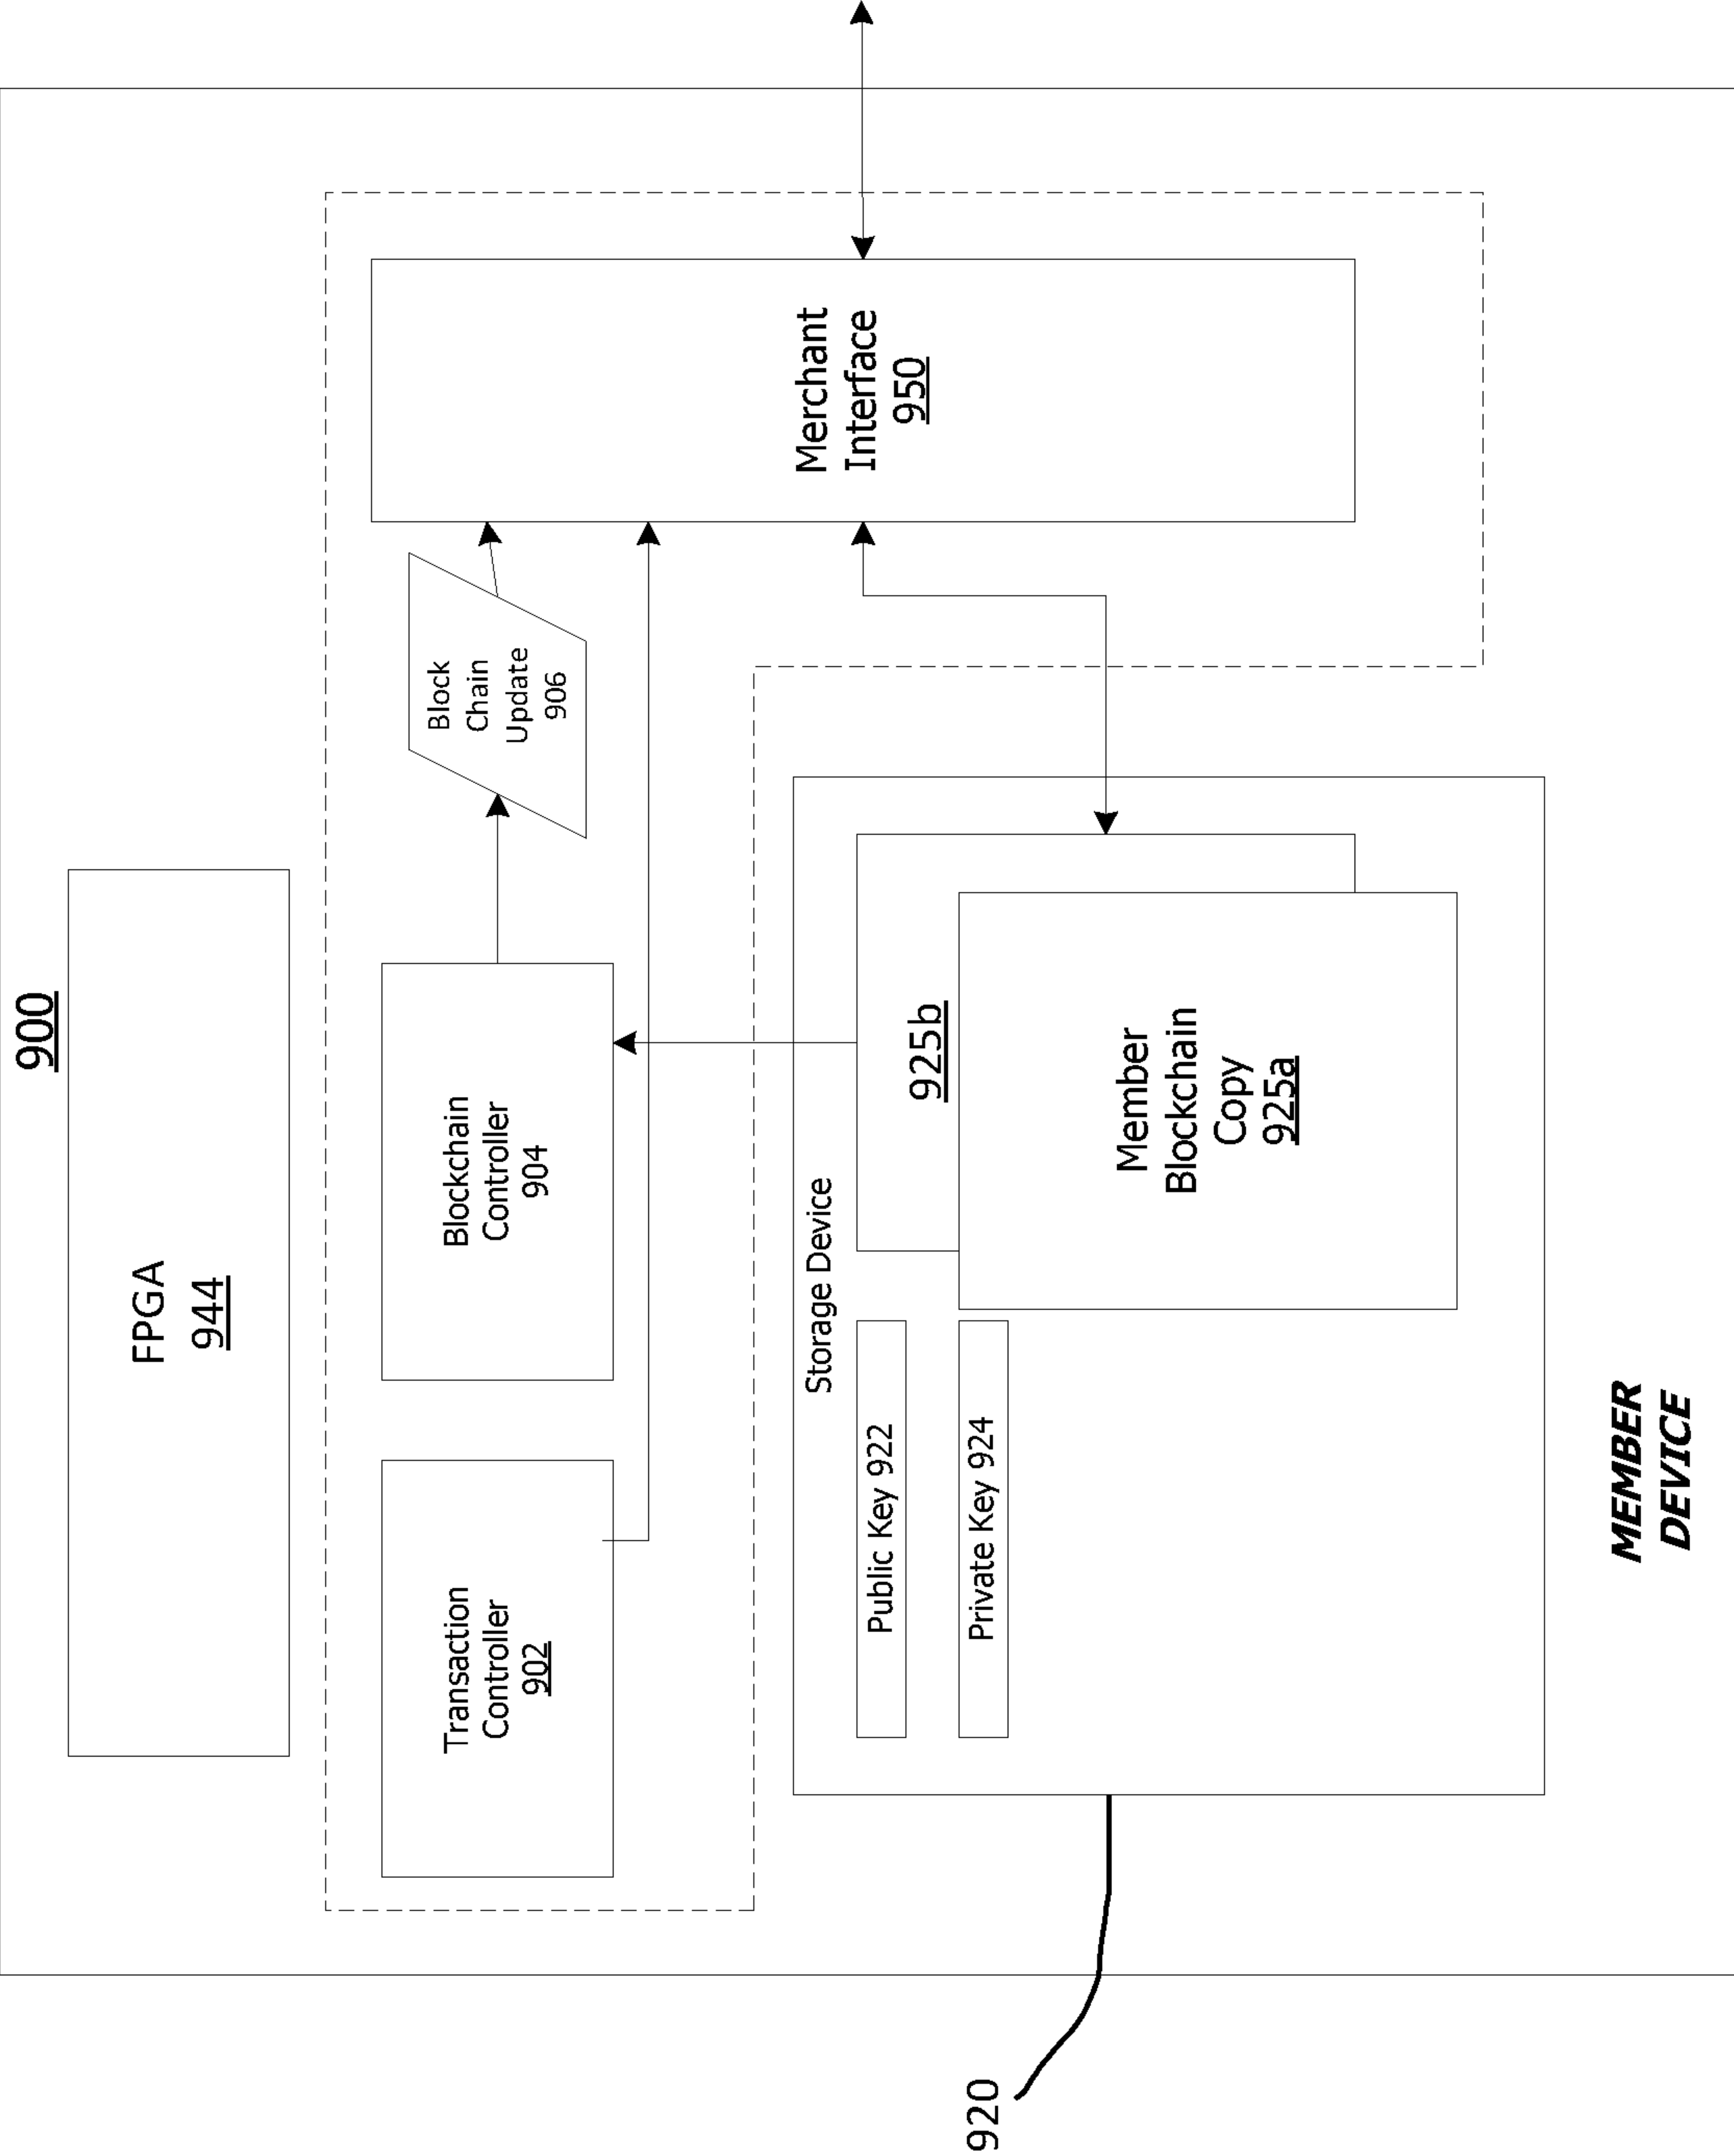 900
FPGA
944
Transaction
Controller
902
Blockchain
Controller
904
Block
Chain
Update
906
Merchant
Interface
950
Storage Device
Public Key 922
Private Key 924
925b
Member
Blockchain
Copy
925a
920
MEMBER
DEVICE